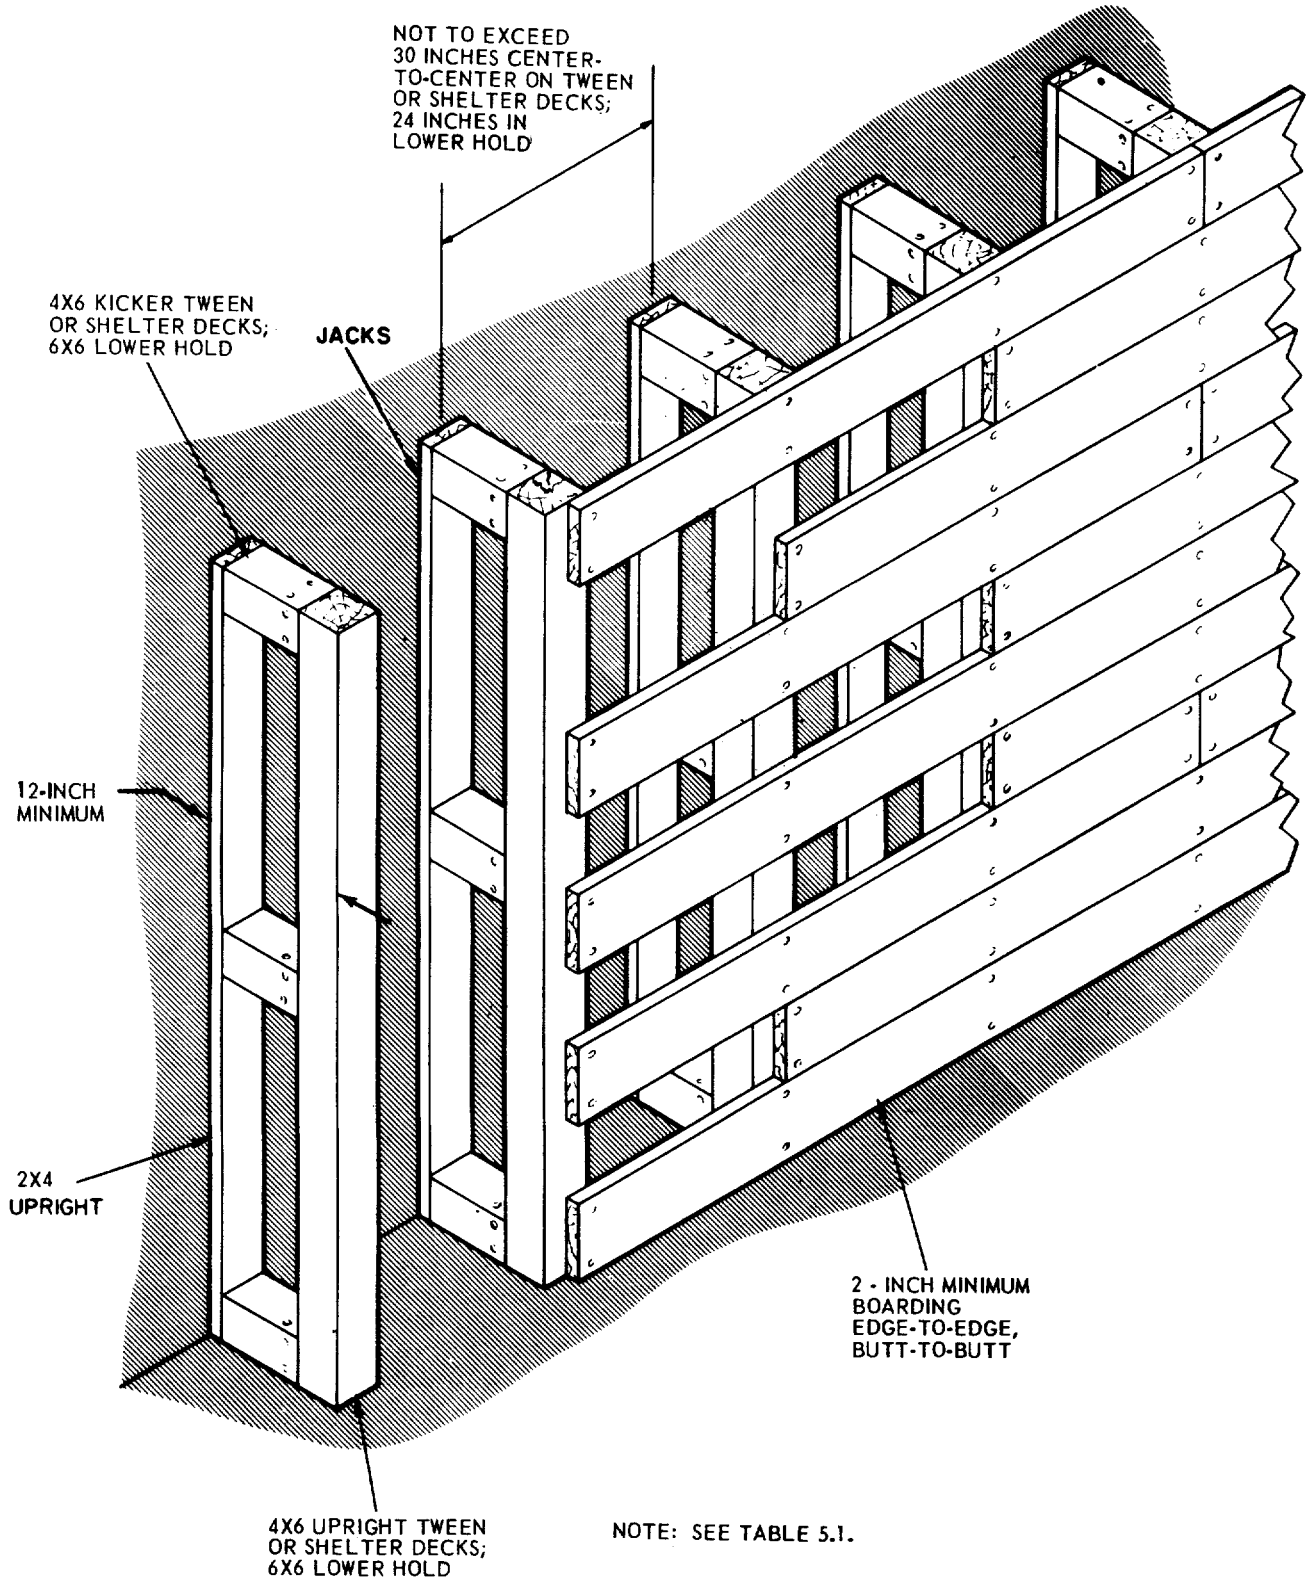 NOT TO EXCEED
30 INCHES CENTER-
TO-CENTER ON TWEEN
OR SHELTER DECKS;
24 INCHES IN
LOWER HOLD
4X6 KICKER TWEEN
OR SHELTER DECKS;
6X6 LOWER HOLD
JACKS
12-INCH
MINIMUM
2X4
UPRIGHT
2 - INCH MINIMUM
BOARDING
EDGE-TO-EDGE,
BUTT-TO-BUTT
4X6 UPRIGHT TWEEN
OR SHELTER DECKS;
6X6 LOWER HOLD
NOTE: SEE TABLE 5.1.